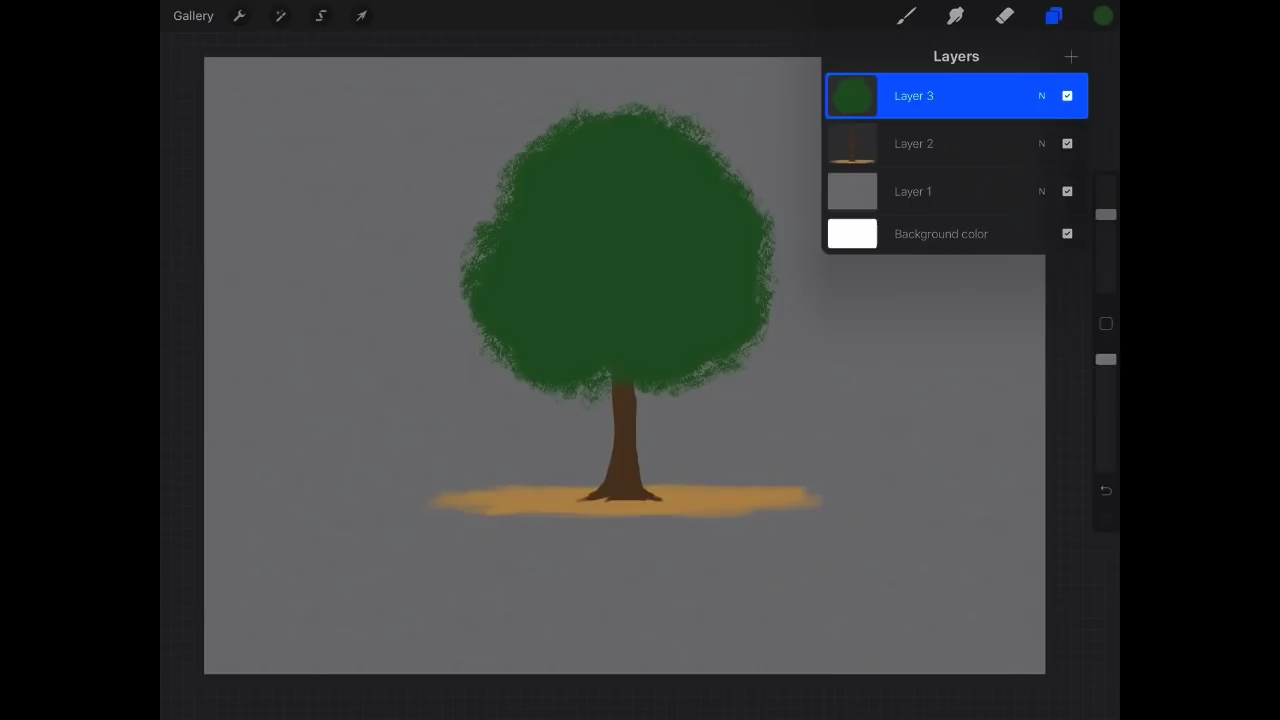 Gallery
Layers
Layer 3 N
Layer 2 N
Layer 1 N
Background color